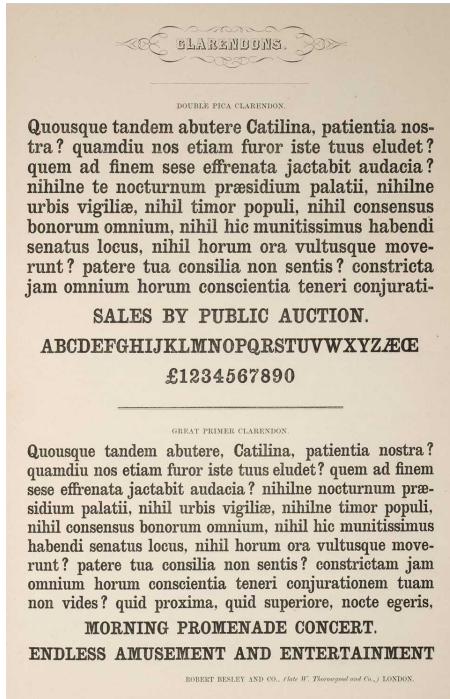 CLARENDONS.
DOUBLE PICA CLARENDON.
Quousque tandem abutere Catilina, patientia nos-
tra? quamdiu nos etiam furor iste tuus eludet?
quem ad finem sese effrenata jactabit audacia?
nihilne te nocturnum præsidium palatii, nihilne
urbis vigiliæ, nihil timor populi, nihil consensus
bonorum omnium, nihil hic munitissimus habendi
senatus locus, nihil horum ora vultusque move-
runt? patere tua consilia non sentis? constricta
jam omnium horum conscientia teneri conjurati-
SALES BY PUBLIC AUCTION.
ABCDEFGHIJKLMNOPQRSTUVWXYZÆŒ
£1234567890
GREAT PRIMER CLARENDON.
Quousque tandem abutere, Catilina, patientia nostra?
quamdiu nos etiam furor iste tuus eludet? quem ad finem
sese effrenata jactabit audacia? nihilne nocturnum præ-
sidium palatii, nihil urbis vigiliæ, nihilne timor populi,
nihil consensus bonorum omnium, nihil hic munitissimus
habendi senatus locus, nihil horum ora vultusque move-
runt? patere tua consilia non sentis? constrictam jam
omnium horum conscientia teneri conjurationem tuam
non vides? quid proxima, quid superiore, nocte egeris,
MORNING PROMENADE CONCERT.
ENDLESS AMUSEMENT AND ENTERTAINMENT
ROBERT BESLEY AND CO., (late W. Thorowgood and Co.,) LONDON.